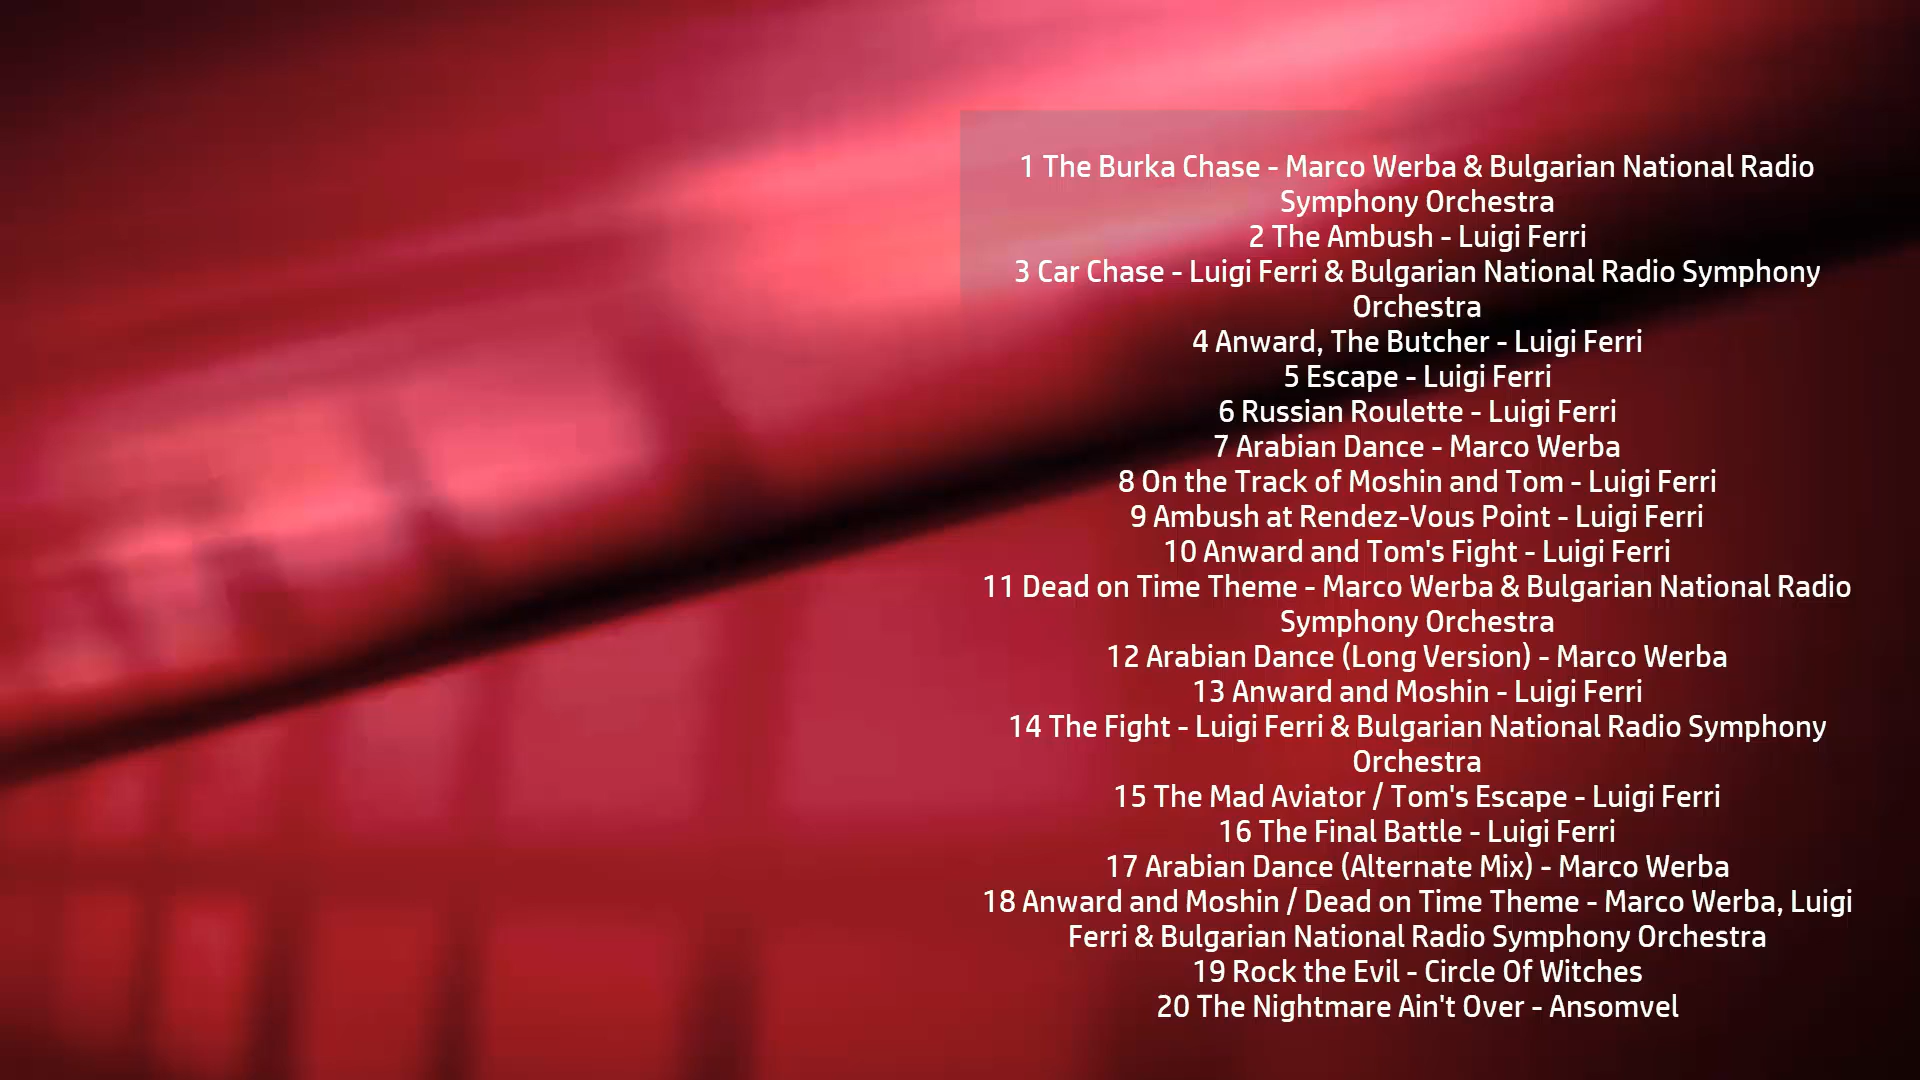 1 The Burka Chase - Marco Werba & Bulgarian National Radio
Symphony Orchestra
2 The Ambush - Luigi Ferri
3 Car Chase - Luigi Ferri & Bulgarian National Radio Symphony
Orchestra
4 Anward, The Butcher - Luigi Ferri
5 Escape - Luigi Ferri
6 Russian Roulette - Luigi Ferri
7 Arabian Dance - Marco Werba
8 On the Track of Moshin and Tom - Luigi Ferri
9 Ambush at Rendez-Vous Point - Luigi Ferri
10 Anward and Tom's Fight - Luigi Ferri
11 Dead on Time Theme - Marco Werba & Bulgarian National Radio
Symphony Orchestra
12 Arabian Dance (Long Version) - Marco Werba
13 Anward and Moshin - Luigi Ferri
14 The Fight - Luigi Ferri & Bulgarian National Radio Symphony
Orchestra
15 The Mad Aviator / Tom's Escape - Luigi Ferri
16 The Final Battle - Luigi Ferri
17 Arabian Dance (Alternate Mix) - Marco Werba
18 Anward and Moshin / Dead on Time Theme - Marco Werba, Luigi
Ferri & Bulgarian National Radio Symphony Orchestra
19 Rock the Evil - Circle Of Witches
20 The Nightmare Ain't Over - Ansomvel